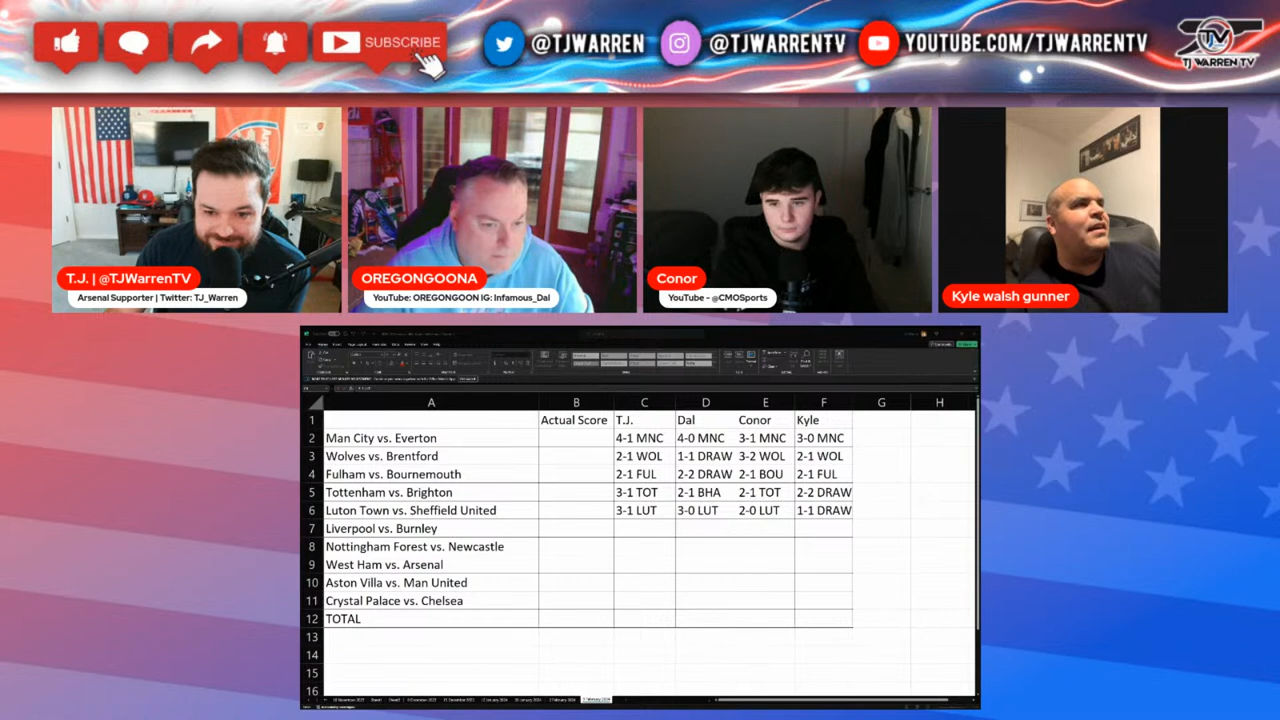 SUBSCRIBE
@TJWARREN
@TJWARRENTV
YOUTUBE.COM/TJWARRENTV
TV
TJ WARREN TV
T.J. | @TJWarrenTV
Arsenal Supporter | Twitter: TJ_Warren
OREGONGOONA
YouTube: OREGONGOON IG: Infamous_Dal
Conor
YouTube - @CMOSports
Kyle walsh gunner
A B C D E F G H
1 Actual Score T.J. Dal Conor Kyle
2 Man City vs. Everton 4-1 MNC 4-0 MNC 3-1 MNC 3-0 MNC
3 Wolves vs. Brentford 2-1 WOL 1-1 DRAW 3-2 WOL 2-1 WOL
4 Fulham vs. Bournemouth 2-1 FUL 2-2 DRAW 2-1 BOU 2-1 FUL
5 Tottenham vs. Brighton 3-1 TOT 2-1 BHA 2-1 TOT 2-2 DRAW
6 Luton Town vs. Sheffield United 3-1 LUT 3-0 LUT 2-0 LUT 1-1 DRAW
7 Liverpool vs. Burnley
8 Nottingham Forest vs. Newcastle
9 West Ham vs. Arsenal
10 Aston Villa vs. Man United
11 Crystal Palace vs. Chelsea
12 TOTAL
13
14
15
16